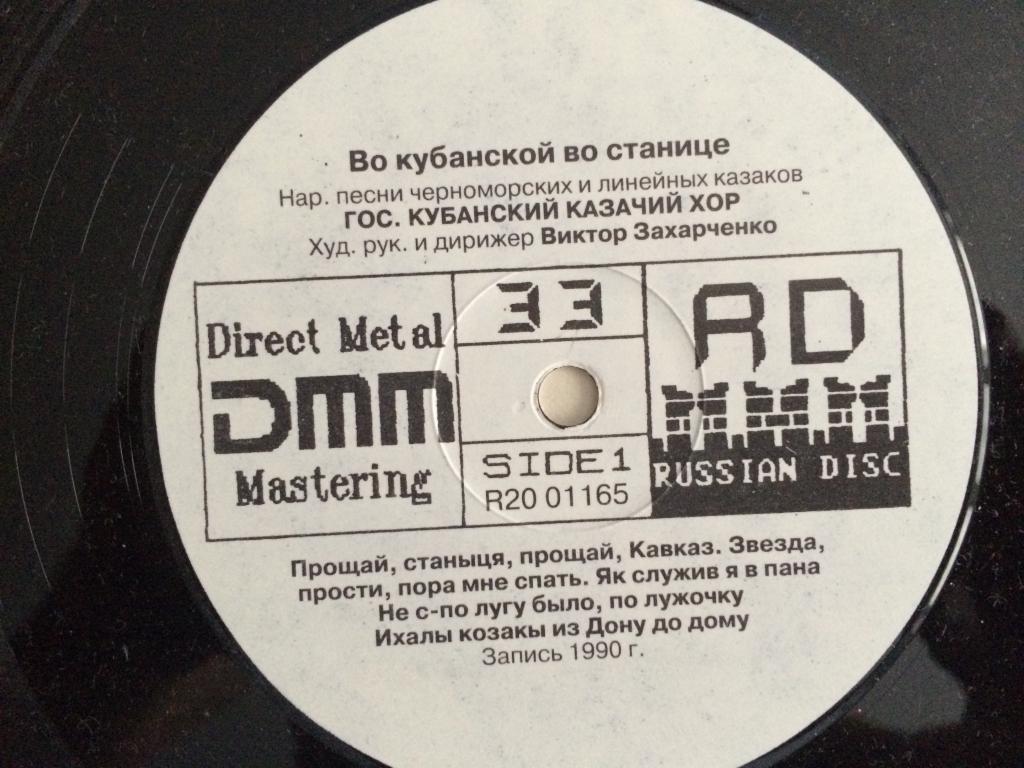 Во кубанской во станице
Нар. песни черноморских и линейных казаков
ГОС. КУБАНСКИЙ КАЗАЧИЙ ХОР
Худ. рук. и дирижер Виктор Захарченко
Direct Metal
DMM
Mastering
33
SIDE 1
R20 01165
RD
RUSSIAN DISC
Прощай, станыця, прощай, Кавказ. Звезда,
прости, пора мне спать. Як служив я в пана
Не с-по лугу было, по лужочку
Ихалы козакы из Дону до дому
Запись 1990 г.